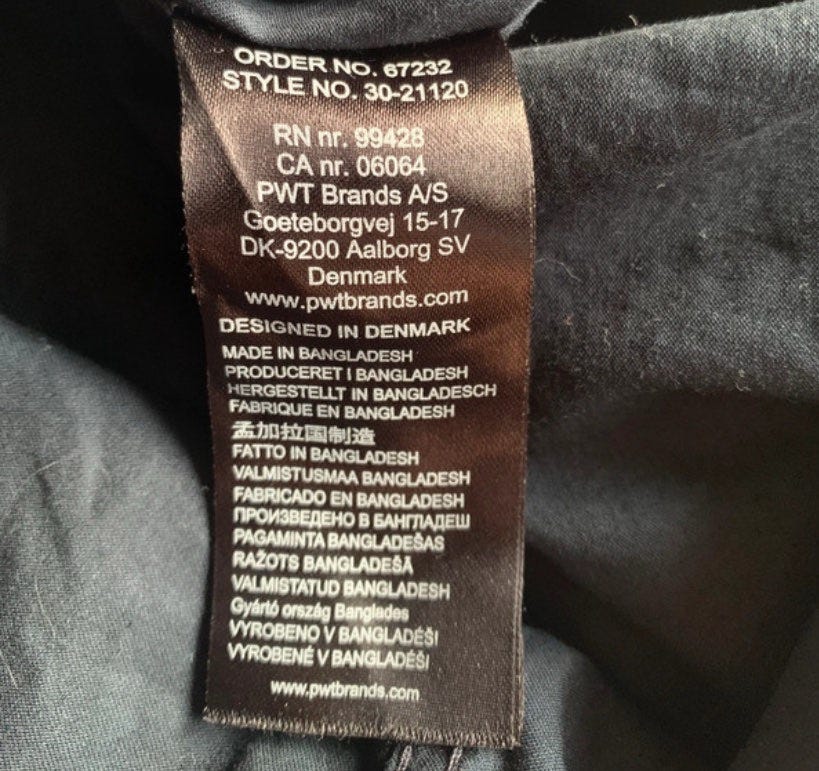 ORDER NO. 67232
STYLE NO. 30-21120
RN nr. 99428
CA nr. 06064
PWT Brands A/S
Goeteborgvej 15-17
DK-9200 Aalborg SV
Denmark
www.pwtbrands.com
DESIGNED IN DENMARK
MADE IN BANGLADESH
PRODUCERET I BANGLADESH
HERGESTELLT IN BANGLADESCH
FABRIQUE EN BANGLADESH
孟加拉国制造
FATTO IN BANGLADESH
VALMISTUSMAA BANGLADESH
FABRICADO EN BANGLADESH
ПРОИЗВЕДЕНО В БАНГЛАДЕШ
PAGAMINTA BANGLADEŠAS
RAŽOTS BANGLADEŠĀ
VALMISTATUD BANGLADESH
Gyártó ország Banglades
VYROBENO V BANGLADÉŠI
VYROBENÉ V BANGLADÉŠI
www.pwtbrands.com